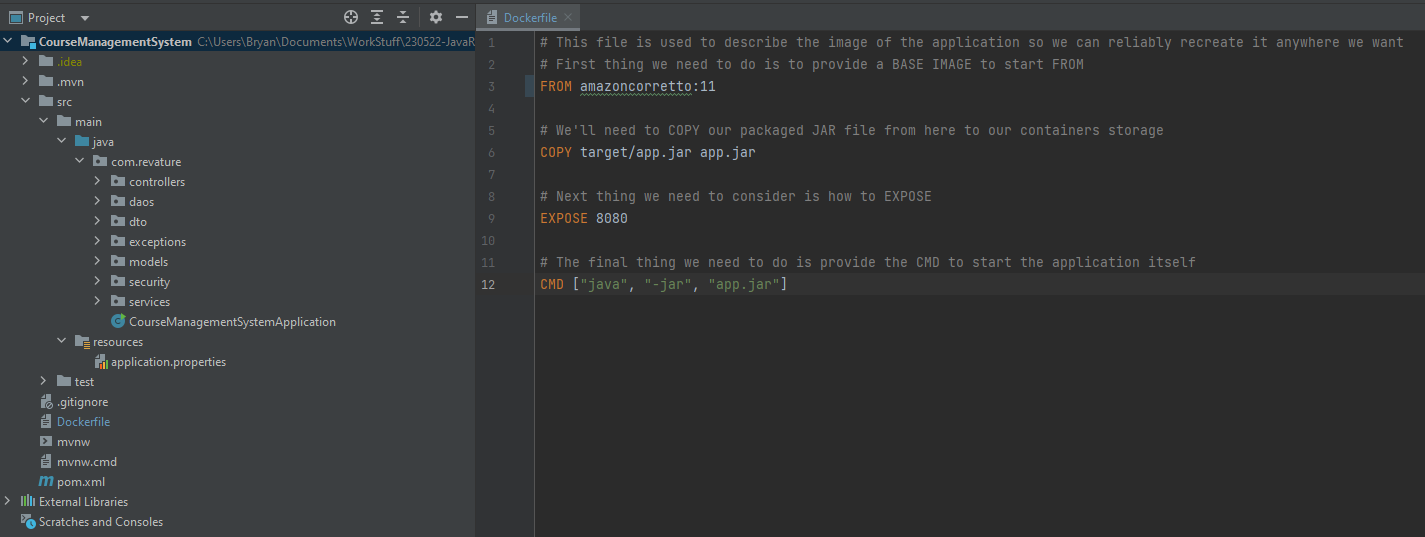 Project
CourseManagementSystem C:\Users\Bryan\Documents\WorkStuff\230522-JavaR
.idea
.mvn
src
main
java
com.revature
controllers
daos
dto
exceptions
models
security
services
CourseManagementSystemApplication
resources
application.properties
test
.gitignore
Dockerfile
mvnw
mvnw.cmd
pom.xml
External Libraries
Scratches and Consoles
Dockerfile
1 # This file is used to describe the image of the application so we can reliably recreate it anywhere we want
2 # First thing we need to do is to provide a BASE IMAGE to start FROM
3 FROM amazoncorretto:11
4
5 # We'll need to COPY our packaged JAR file from here to our containers storage
6 COPY target/app.jar app.jar
7
8 # Next thing we need to consider is how to EXPOSE
9 EXPOSE 8080
10
11 # The final thing we need to do is provide the CMD to start the application itself
12 CMD ["java", "-jar", "app.jar"]